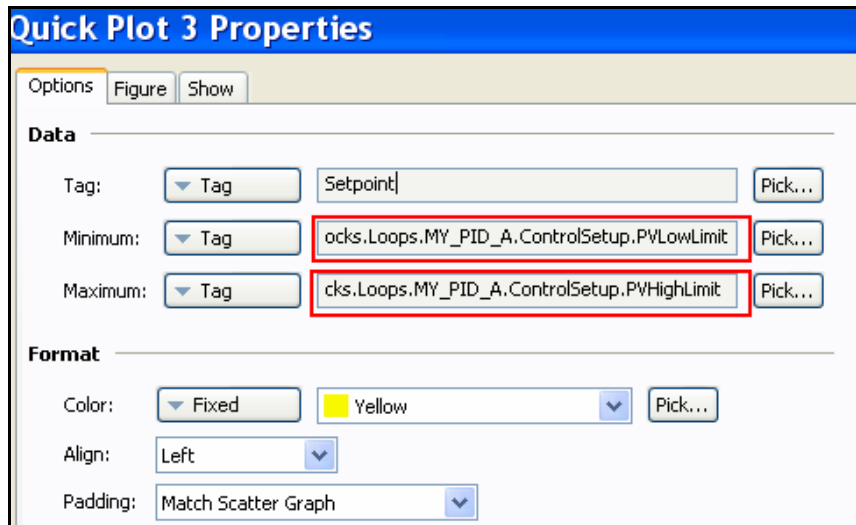 Quick Plot 3 Properties
Options Figure Show
Data
Tag: Tag Setpoint Pick...
Minimum: Tag ocks.Loops.MY_PID_A.ControlSetup.PVLowLimit Pick...
Maximum: Tag cks.Loops.MY_PID_A.ControlSetup.PVHighLimit Pick...
Format
Color: Fixed Yellow Pick...
Align: Left
Padding: Match Scatter Graph